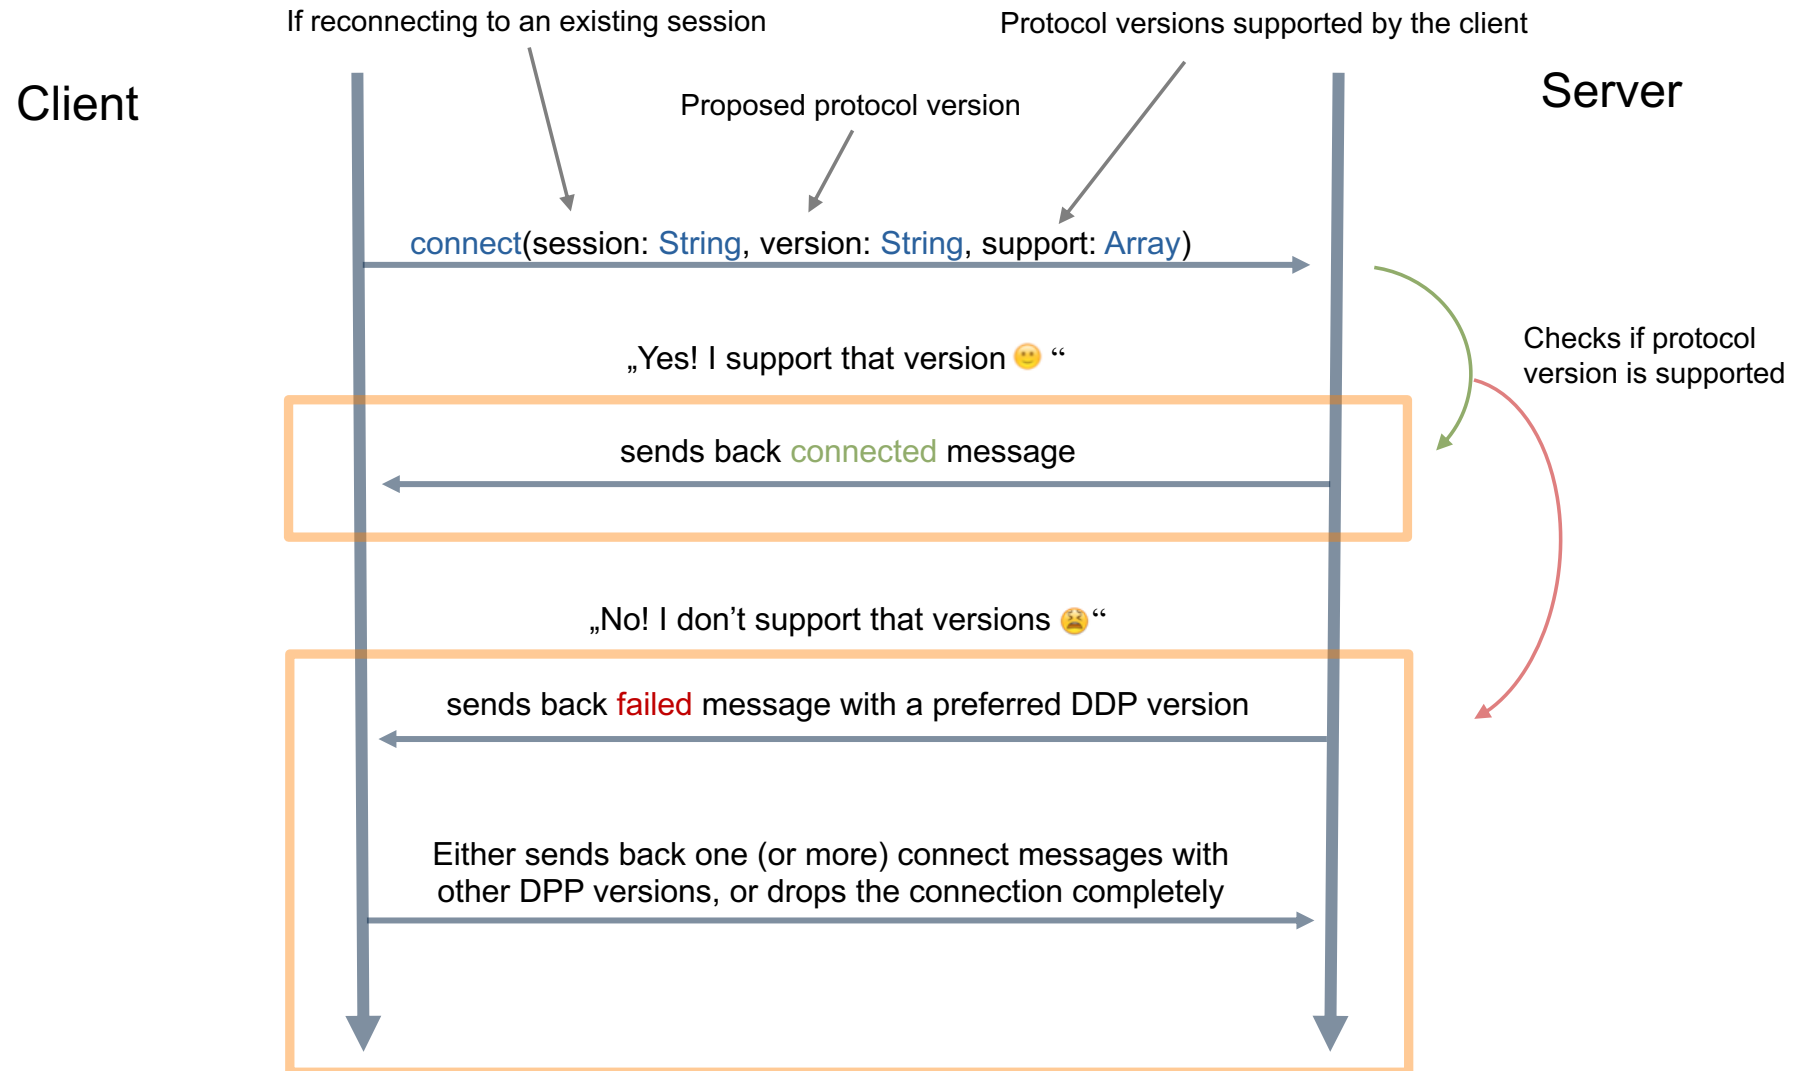 If reconnecting to an existing session
Protocol versions supported by the client
Client
Proposed protocol version
Server
connect(session: String, version: String, support: Array)
„Yes! I support that version 🙂 “
Checks if protocol
version is supported
sends back connected message
„No! I don’t support that versions 😫“
sends back failed message with a preferred DDP version
Either sends back one (or more) connect messages with
other DPP versions, or drops the connection completely